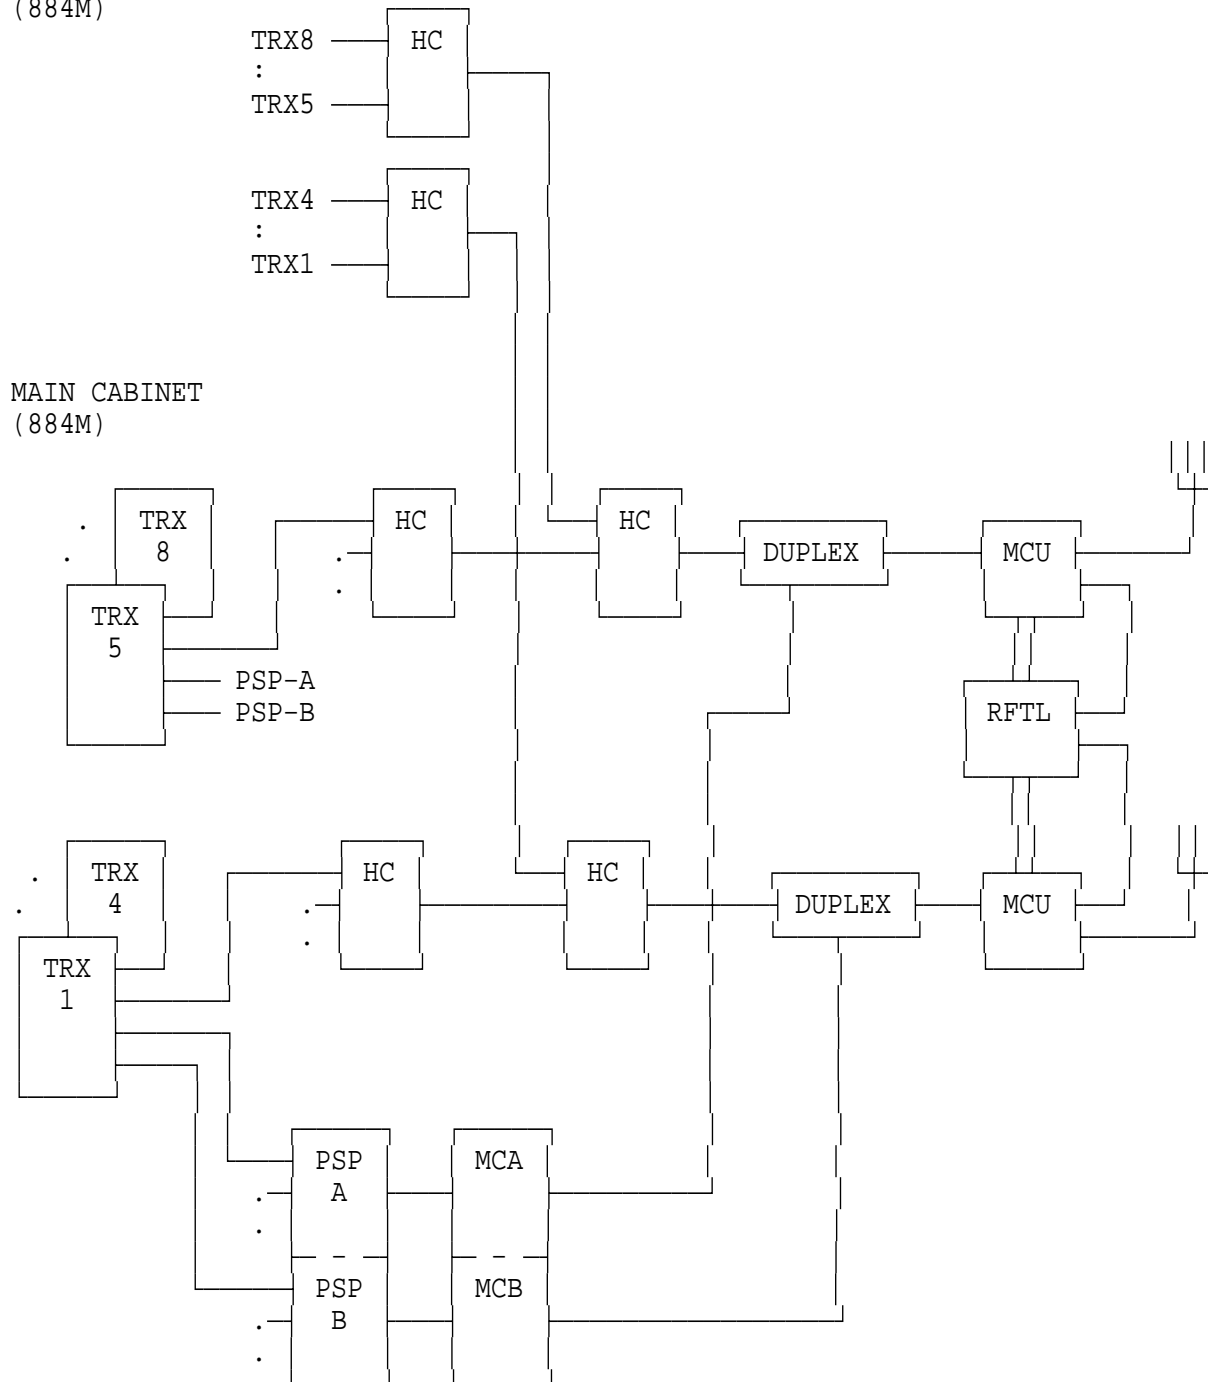 (884M)
TRX8 HC
:
TRX5
TRX4 HC
:
TRX1
MAIN CABINET
(884M)
. TRX HC HC
. 8 . DUPLEX MCU
.
TRX
5
PSP-A
PSP-B RFTL
. TRX HC HC
. 4 . DUPLEX MCU
.
TRX
1
PSP MCA
. A
.
PSP MCB
. B
.